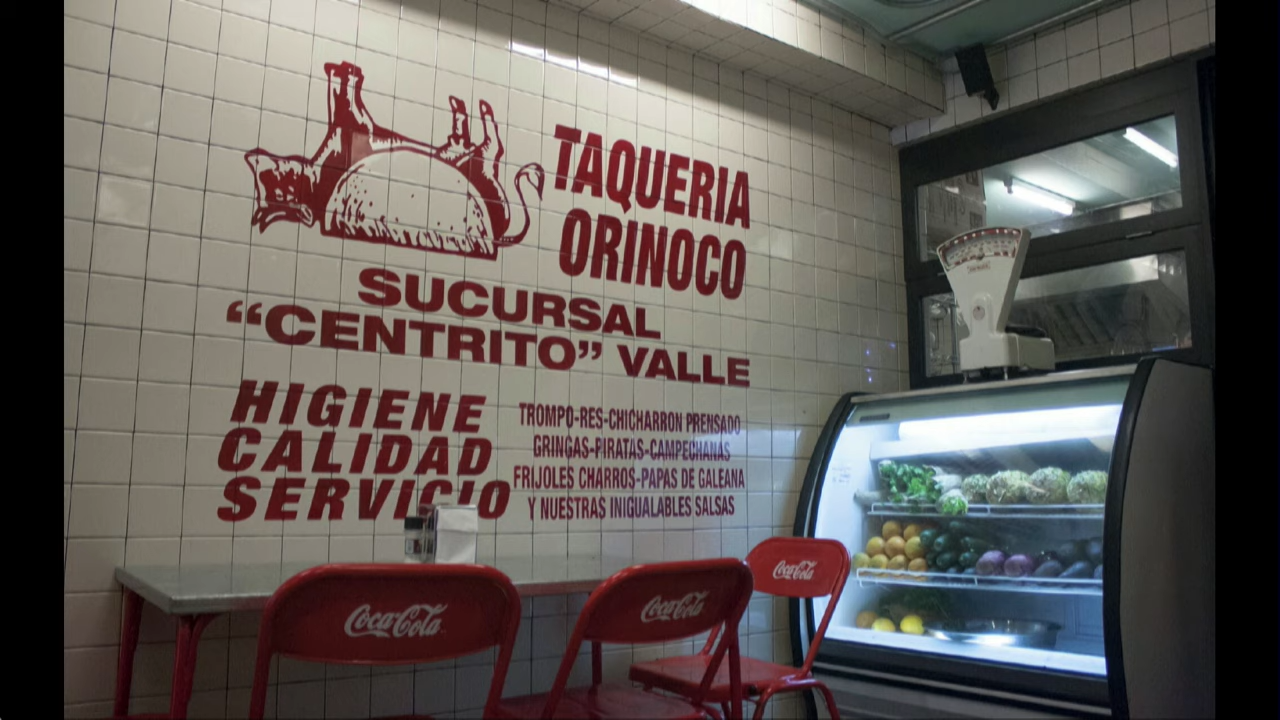 TAQUERIA
ORINOCO
SUCURSAL
“CENTRITO” VALLE
HIGIENE
CALIDAD
SERVICIO
TROMPO-RES-CHICHARRON PRENSADO
GRINGAS-PIRATAS-CAMPECHANAS
FRIJOLES CHARROS-PAPAS DE GALEANA
Y NUESTRAS INIGUALABLES SALSAS
Coca-Cola
Coca-Cola
Coca-Cola